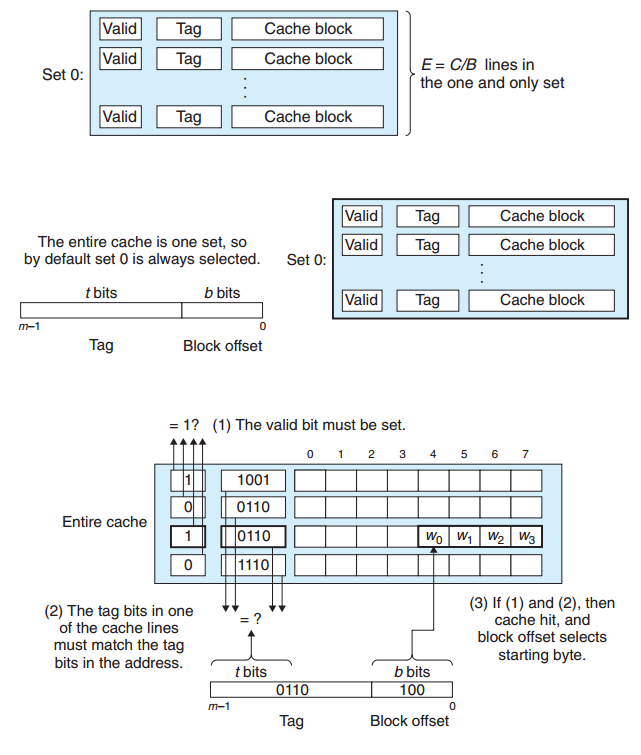 Valid Tag Cache block
Valid Tag Cache block
Set 0:
Valid Tag Cache block
E = C/B lines in
the one and only set
The entire cache is one set, so
by default set 0 is always selected.
t bits b bits
m–1 0
Tag Block offset
Set 0:
Valid Tag Cache block
Valid Tag Cache block
Valid Tag Cache block
= 1? (1) The valid bit must be set.
0 1 2 3 4 5 6 7
Entire cache
1 1001
0 0110
1 0110 w0 w1 w2 w3
0 1110
(2) The tag bits in one
of the cache lines
must match the tag
bits in the address.
= ?
(3) If (1) and (2), then
cache hit, and
block offset selects
starting byte.
t bits b bits
0110 100
m–1 0
Tag Block offset